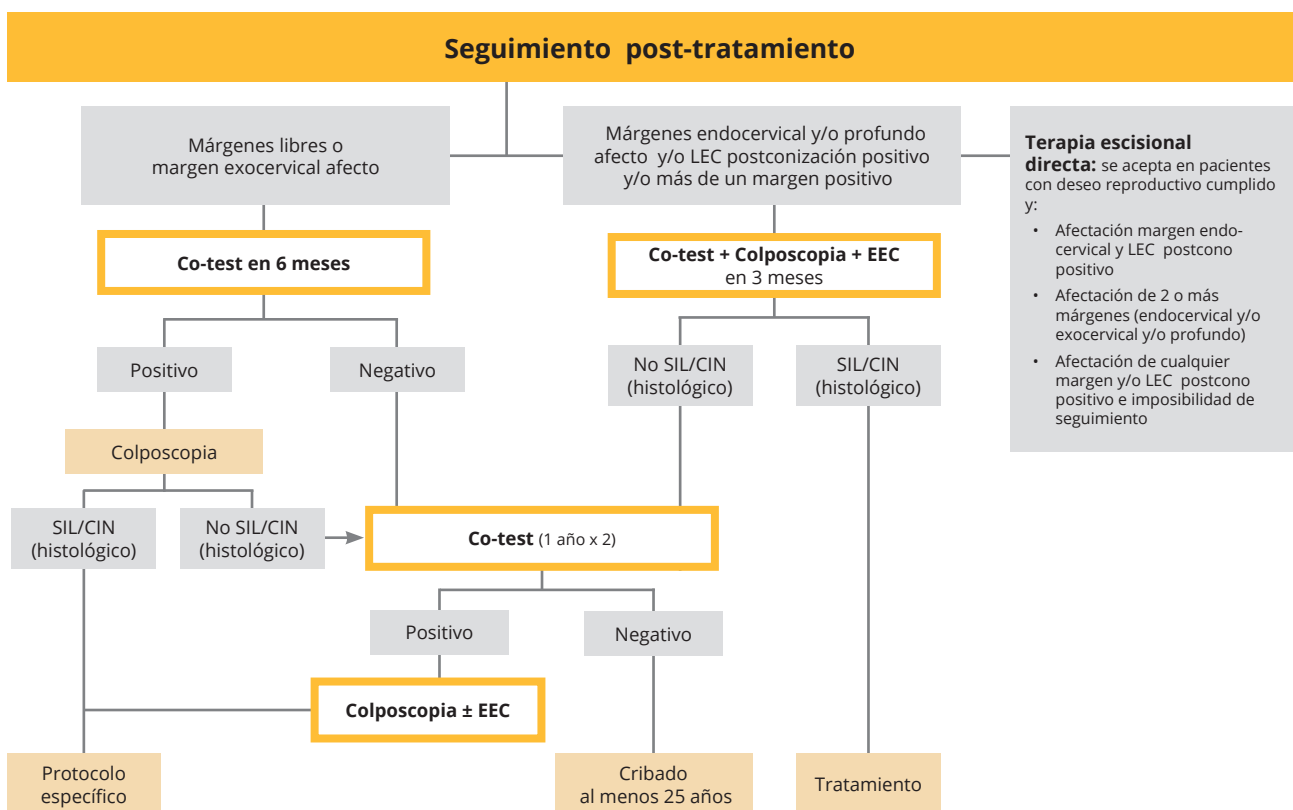 Seguimiento post-tratamiento
Márgenes libres o
margen exocervical afecto
Márgenes endocervical y/o profundo
afecto y/o LEC postconización positivo
y/o más de un margen positivo
Terapia escisional
directa: se acepta en pacientes
con deseo reproductivo cumplido
y:
• Afectación margen endo-
cervical y LEC postcono
positivo
• Afectación de 2 o más
márgenes (endocervical y/o
exocervical y/o profundo)
• Afectación de cualquier
margen y/o LEC postcono
positivo e imposibilidad de
seguimiento
Co-test en 6 meses
Co-test + Colposcopia + EEC
en 3 meses
Positivo
Negativo
No SIL/CIN
(histológico)
SIL/CIN
(histológico)
Colposcopia
SIL/CIN
(histológico)
No SIL/CIN
(histológico)
Co-test (1 año x 2)
Positivo
Negativo
Colposcopia ± EEC
Protocolo
específico
Cribado
al menos 25 años
Tratamiento